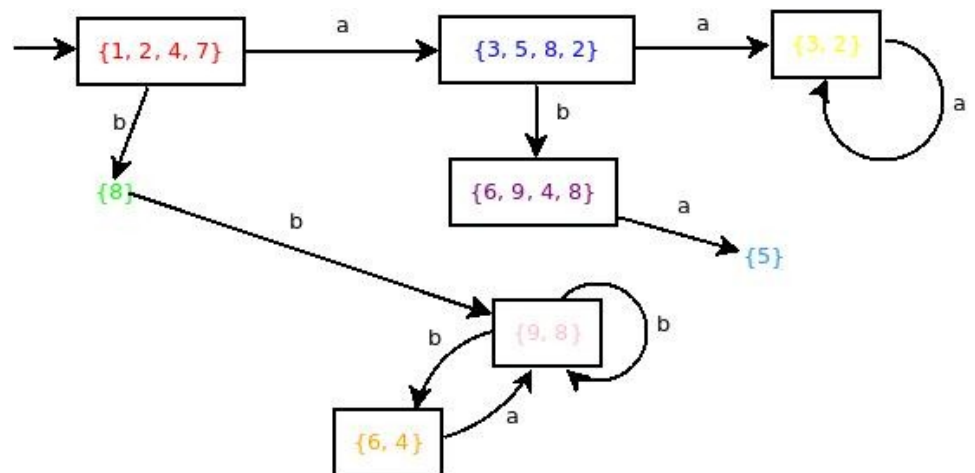 a
a
{1, 2, 4, 7}
{3, 5, 8, 2}
{3, 2}
a
b
b
{8}
{6, 9, 4, 8}
a
b
{5}
b
{9, 8}
b
a
{6, 4}